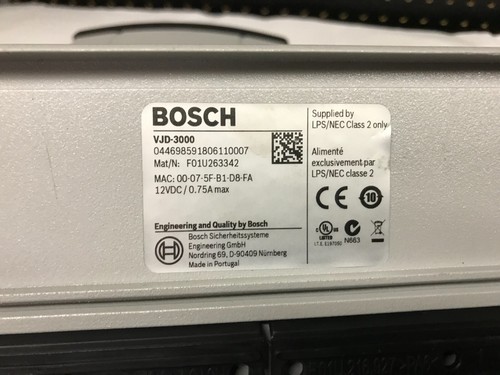 BOSCH
VJD-3000
044698591806110007
Mat/N: F01U263342
MAC: 00-07-5F-B1-D8-FA
12VDC / 0.75A max
Supplied by
LPS/NEC Class 2 only
Alimenté
exclusivement par
LPS/NEC classe 2
CE
10
UL
LISTED
N663
Engineering and Quality by Bosch
Bosch Sicherheitssysteme
Engineering GmbH
Nordring 69, D-90409 Nürnberg
Made in Portugal